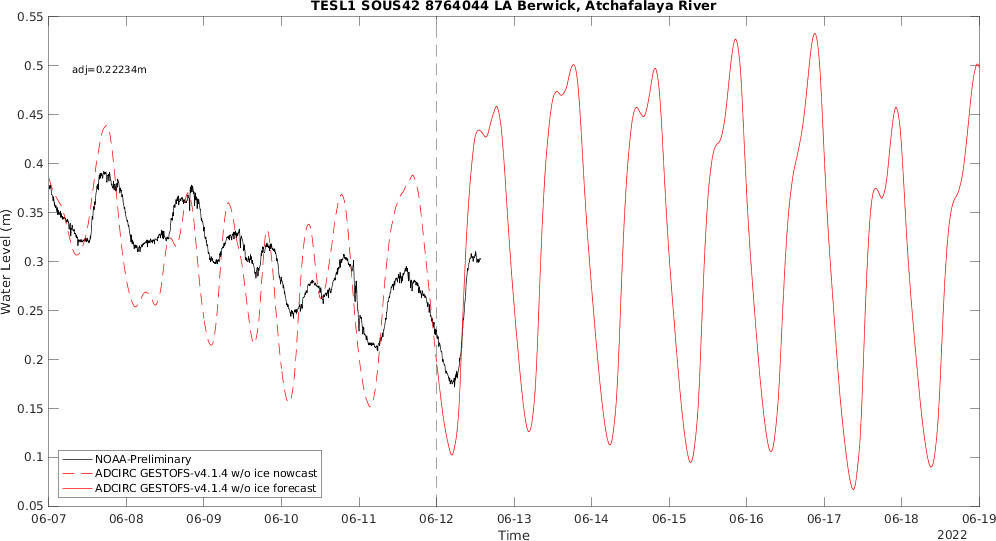 TESL1 SOUS42 8764044 LA Berwick, Atchafalaya River
0.55
0.5
0.45
0.4
0.35
0.3
0.25
0.2
0.15
0.1
0.05
Water Level (m)
adj=0.22234m
NOAA-Preliminary
ADCIRC GESTOFS-v4.1.4 w/o ice nowcast
ADCIRC GESTOFS-v4.1.4 w/o ice forecast
06-07 06-08 06-09 06-10 06-11 06-12 06-13 06-14 06-15 06-16 06-17 06-18 06-19
Time
2022